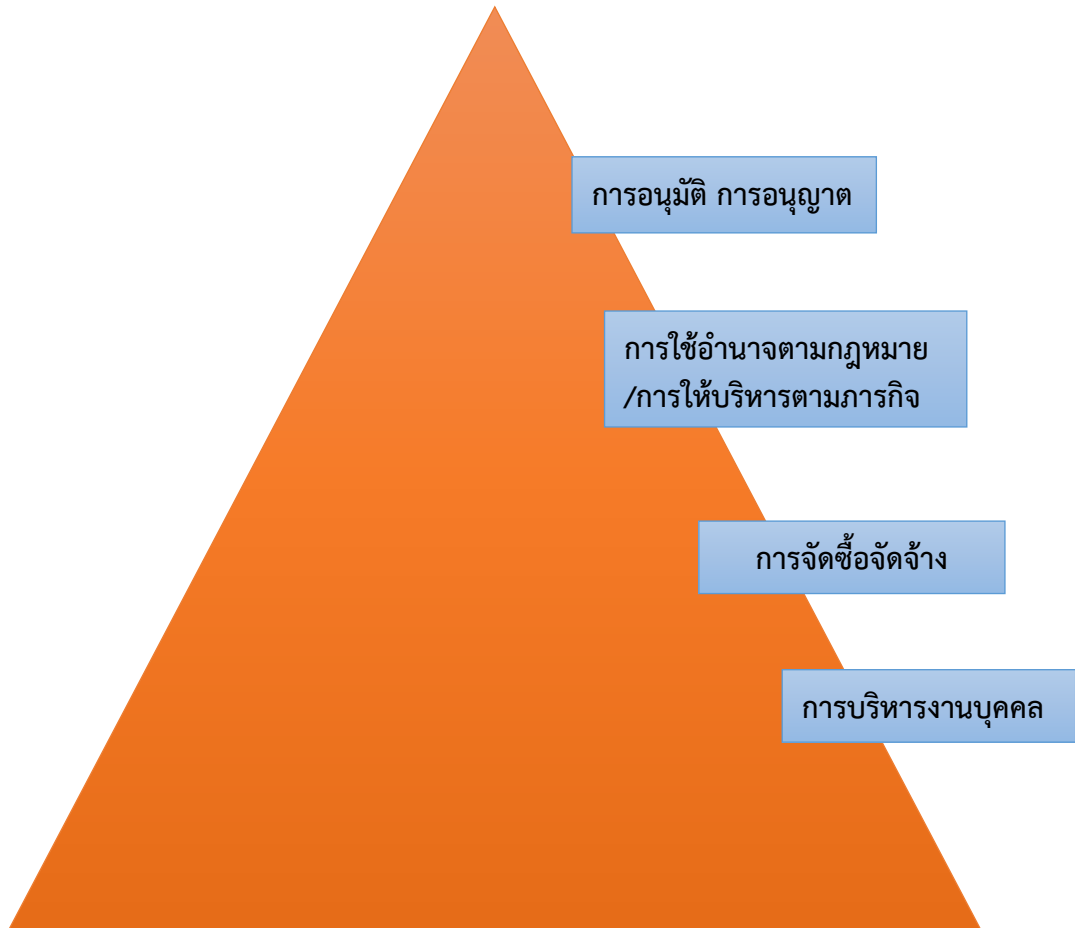 การอนุมัติ การอนุญาต
การใช้อำนาจตามกฎหมาย
/การให้บริหารตามภารกิจ
การจัดซื้อจัดจ้าง
การบริหารงานบุคคล